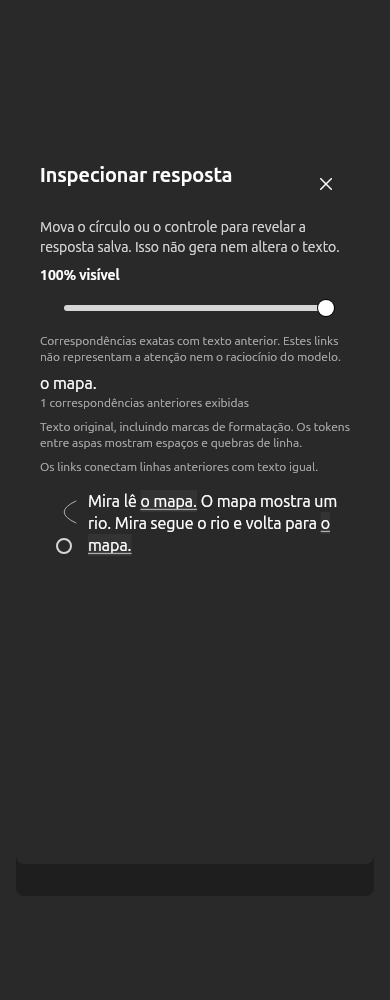 Inspecionar resposta
Mova o círculo ou o controle para revelar a
resposta salva. Isso não gera nem altera o texto.
100% visível
Correspondências exatas com texto anterior. Estes links
não representam a atenção nem o raciocínio do modelo.
o mapa.
1 correspondências anteriores exibidas
Texto original, incluindo marcas de formatação. Os tokens
entre aspas mostram espaços e quebras de linha.
Os links conectam linhas anteriores com texto igual.
Mira lê o mapa. O mapa mostra um
rio. Mira segue o rio e volta para o
mapa.